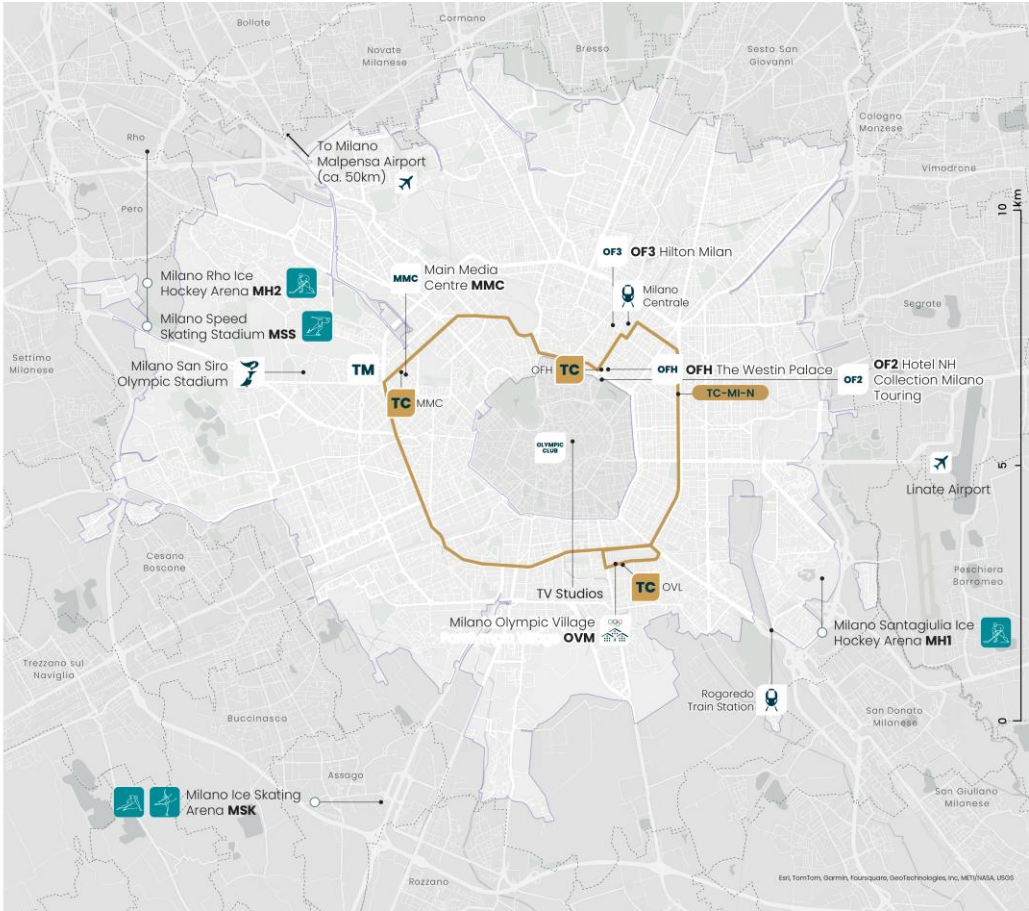 Bollate
Cormano
Novate
Milanese
Bresso
Sesto San
Giovanni
Rho
To Milano
Malpensa Airport
(ca. 50km)
Cologno
Monzese
Vimodrone
Pero
10
km
OF3
OF3 Hilton Milan
MMC
Main Media
Centre MMC
Milano Rho Ice
Hockey Arena MH2
Milano
Centrale
Segrate
Milano Speed
Skating Stadium MSS
Settimo
Milanese
Milano San Siro
Olympic Stadium
TM
OFH
TC
OFH
OFH The Westin Palace
OF2
OF2 Hotel NH
Collection Milano
Touring
TC
MMC
TC-MI-N
OLYMPIC
CLUB
5
Linate Airport
Cesano
Boscone
Peschiera
Borromeo
TC
OVL
TV Studios
Milano Olympic Village
OVM
Milano Santagiulia Ice
Hockey Arena MH1
Trezzano sul
Naviglio
Rogoredo
Train Station
San Donato
Milanese
Buccinasco
0
Assago
Milano Ice Skating
Arena MSK
San Giuliano
Milanese
Rozzano
Esri, TomTom, Garmin, Foursquare, GeoTechnologies, Inc, METI/NASA, USGS